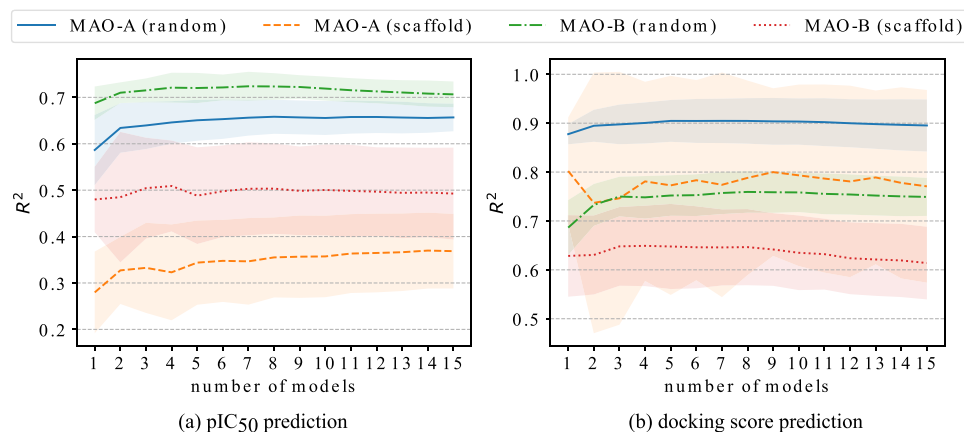 MAO-A (random) MAO-A (scaffold) MAO-B (random) MAO-B (scaffold)
0.7
0.6
0.5
0.4
0.3
0.2
R²
1 2 3 4 5 6 7 8 9 10 11 12 13 14 15
number of models
(a) pIC₅₀ prediction
1.0
0.9
0.8
0.7
0.6
0.5
R²
1 2 3 4 5 6 7 8 9 10 11 12 13 14 15
number of models
(b) docking score prediction